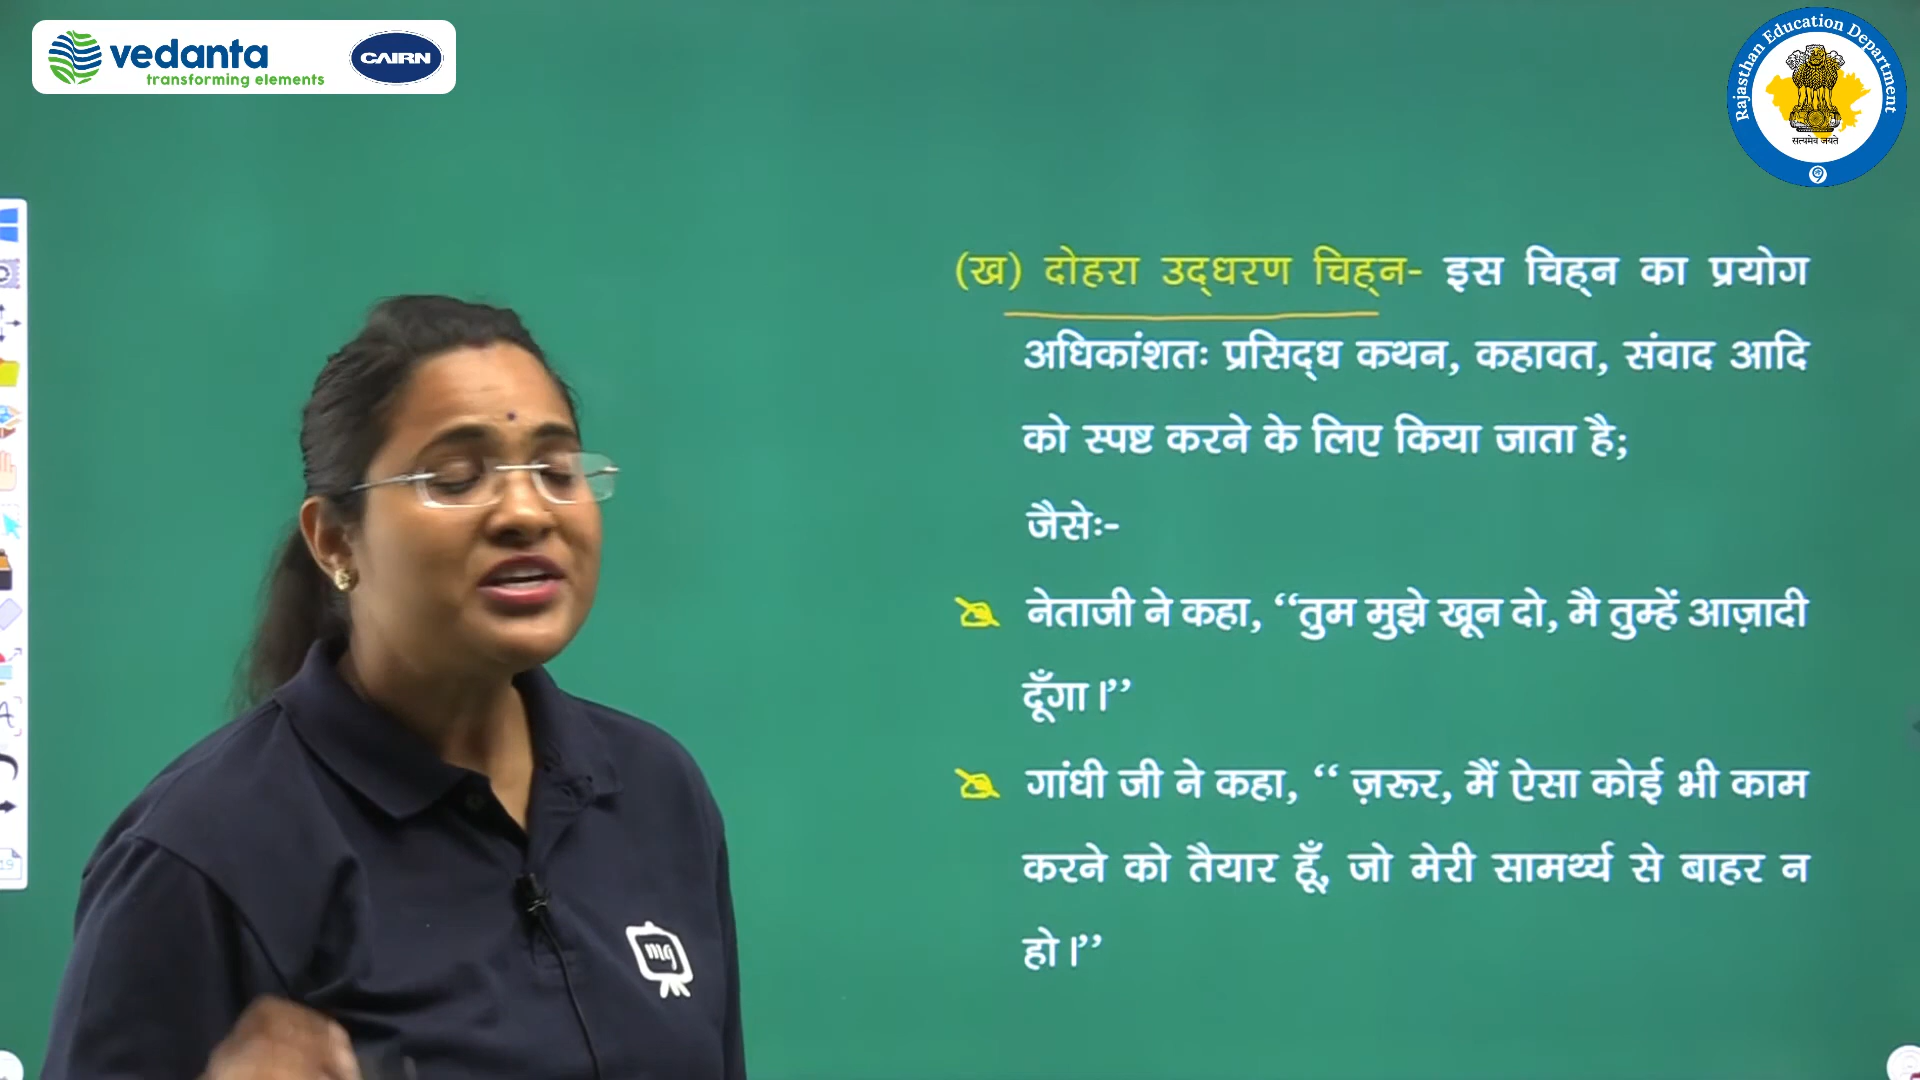 vedanta
transforming elements
CAIRN
Rajasthan Education Department
सत्यमेव जयते
(ख) दोहरा उद्धरण चिह्न- इस चिह्न का प्रयोग
अधिकांशतः प्रसिद्ध कथन, कहावत, संवाद आदि
को स्पष्ट करने के लिए किया जाता है;
जैसेः-
नेताजी ने कहा, “तुम मुझे खून दो, मै तुम्हें आज़ादी
दूँगा।”
गांधी जी ने कहा, “ ज़रूर, मैं ऐसा कोई भी काम
करने को तैयार हूँ, जो मेरी सामर्थ्य से बाहर न
हो।”
mg